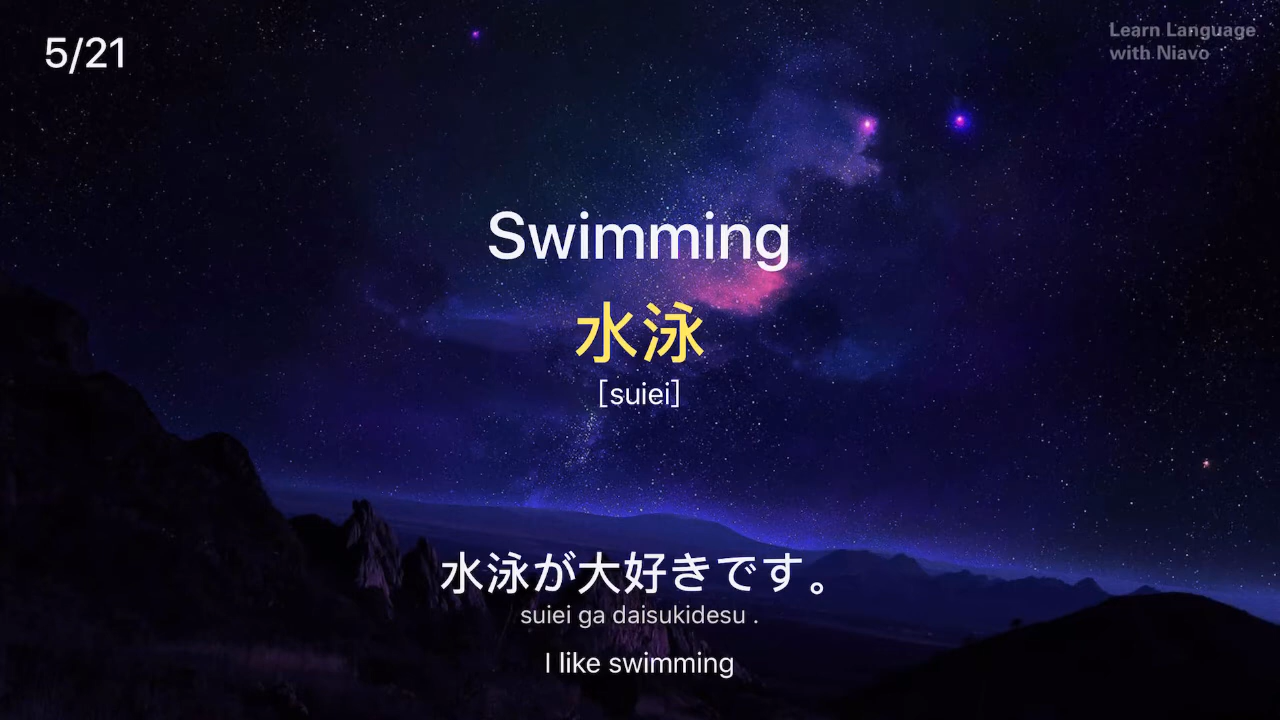 5/21
Learn Language
with Niavo
Swimming
水泳
[suiei]
水泳が大好きです。
suiei ga daisukidesu .
I like swimming